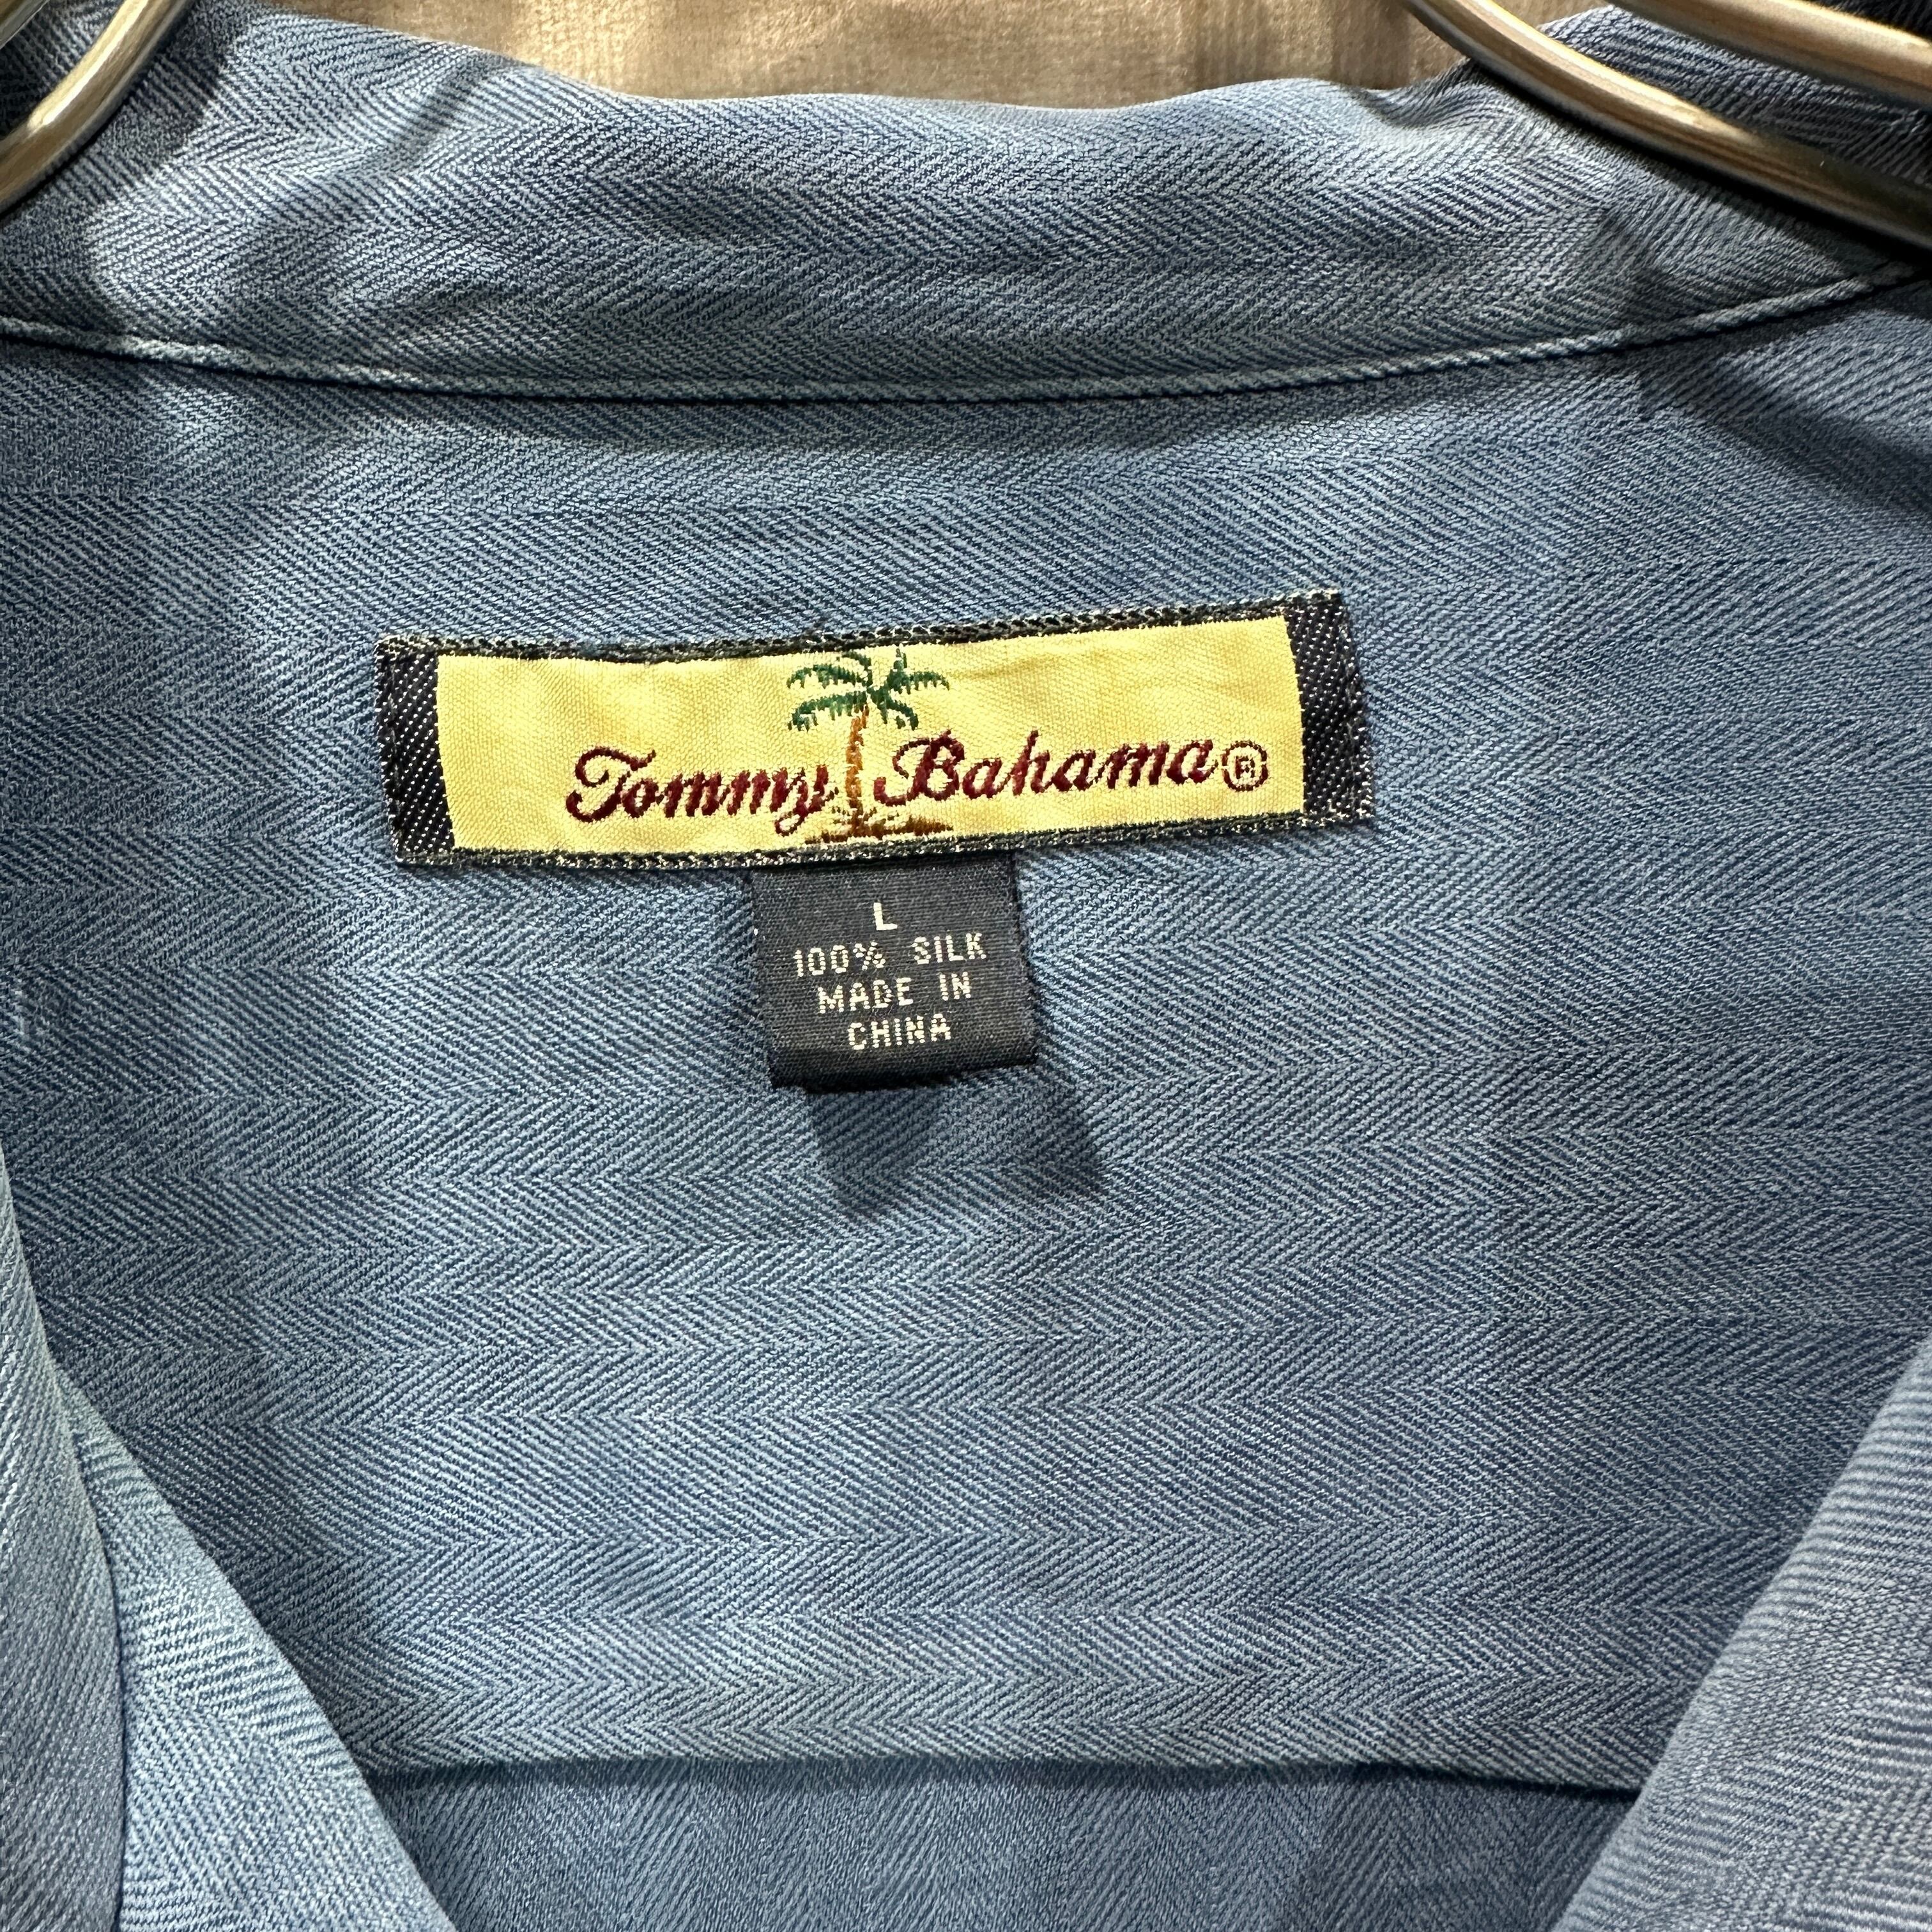 Tommy Bahama®
L
100% SILK
MADE IN
CHINA